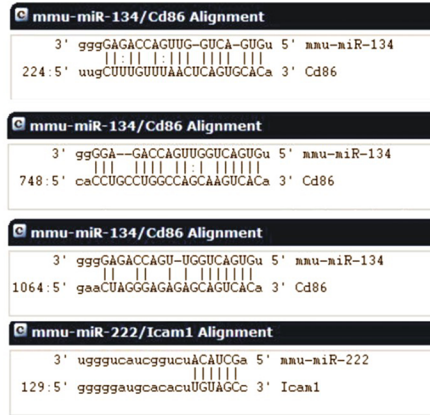 C mmu-miR-134/Cd86 Alignment
3' gggGAGACCAGUUG-GUCA-GUGu 5' mmu-miR-134
||:|| |:||| |||| |||
224:5' uugCUUUGUUUAACUCAGUGCACa 3' Cd86
C mmu-miR-134/Cd86 Alignment
3' ggGGA--GACCAGUUGGUCAGUGu 5' mmu-miR-134
||| |||| ||:| ||||||
748:5' caCCUGCCUGGCCAGCAAGUCACa 3' Cd86
C mmu-miR-134/Cd86 Alignment
3' gggGAGACCAGU-UGGUCAGUGu 5' mmu-miR-134
|| || | | |||||||
1064:5' gaaCUAGGGAGAGAGCAGUCACa 3' Cd86
C mmu-miR-222/Icam1 Alignment
3' ugggucaucggucuACAUCGa 5' mmu-miR-222
||||||
129:5' gggggaugcacacuUGUAGCc 3' Icam1